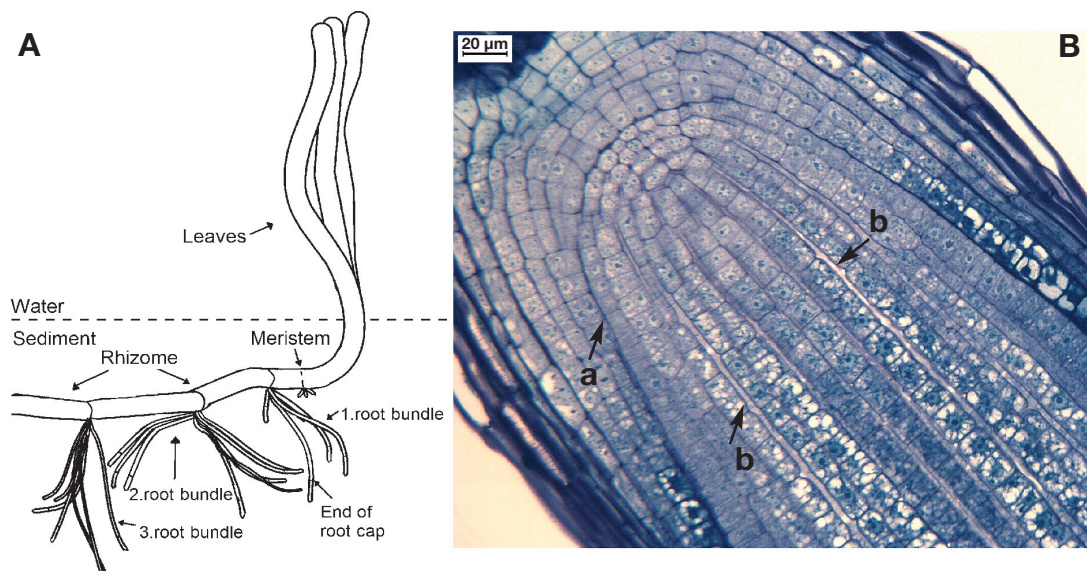 A
Leaves
Water
Sediment
Meristem
Rhizome
1.root bundle
2.root bundle
End of
root cap
3.root bundle
20 µm
B
b
a
b